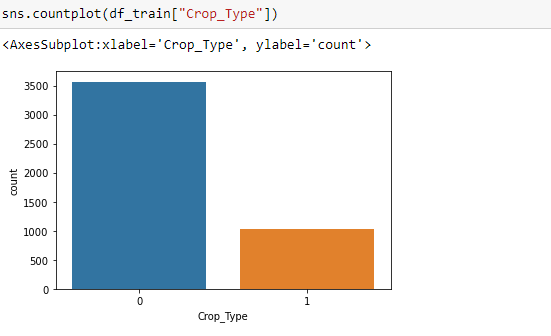 sns.countplot(df_train["Crop_Type"])
<AxesSubplot:xlabel='Crop_Type', ylabel='count'>
3500
3000
2500
2000
1500
1000
500
0
count
0 1
Crop_Type